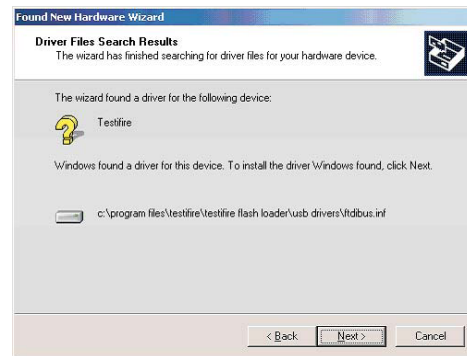 Found New Hardware Wizard
Driver Files Search Results
The wizard has finished searching for driver files for your hardware device.
The wizard found a driver for the following device:
Testifire
Windows found a driver for this device. To install the driver Windows found, click Next.
c:\program files\testifire\testifire flash loader\usb drivers\ftdibus.inf
< Back Next > Cancel